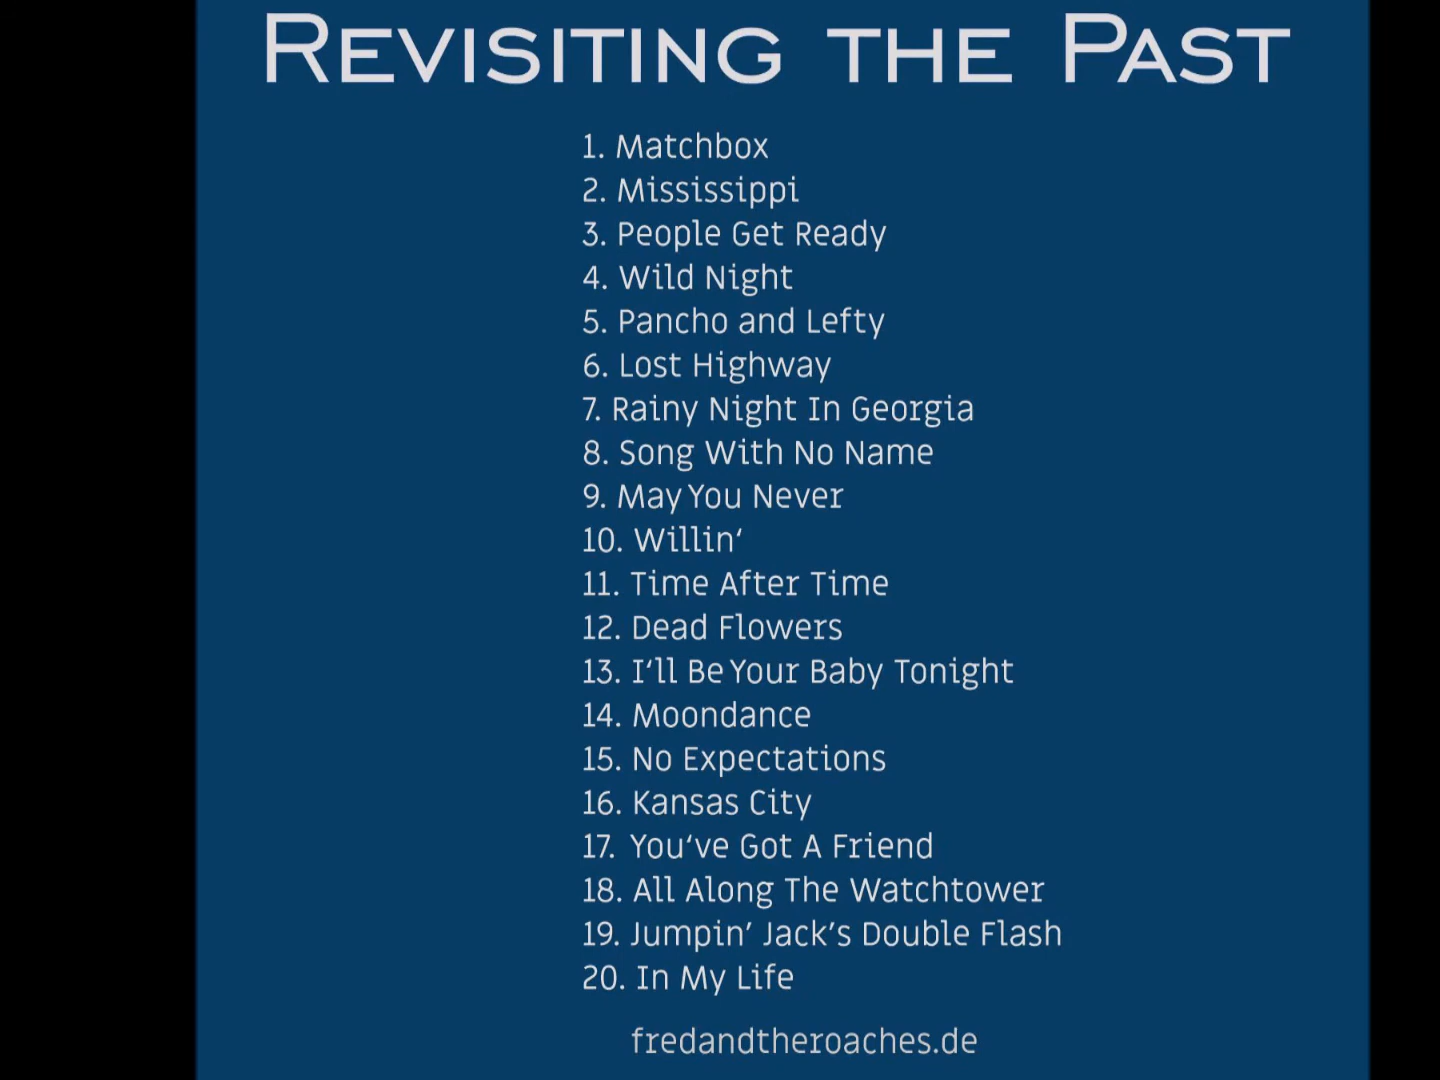 REVISITING THE PAST
1. Matchbox
2. Mississippi
3. People Get Ready
4. Wild Night
5. Pancho and Lefty
6. Lost Highway
7. Rainy Night In Georgia
8. Song With No Name
9. May You Never
10. Willin‘
11. Time After Time
12. Dead Flowers
13. I‘ll Be Your Baby Tonight
14. Moondance
15. No Expectations
16. Kansas City
17. You‘ve Got A Friend
18. All Along The Watchtower
19. Jumpin’ Jack’s Double Flash
20. In My Life
fredandtheroaches.de